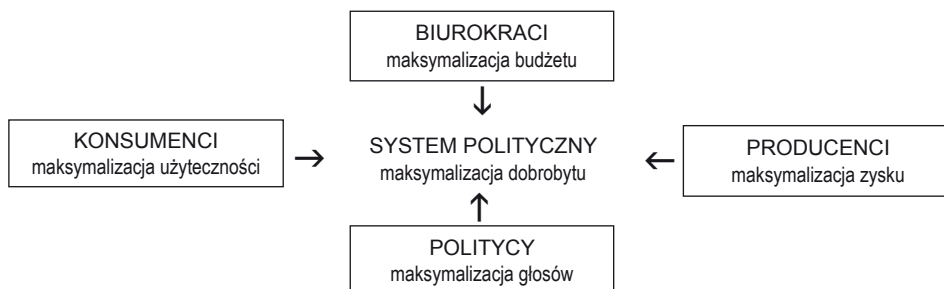 BIUROKRACI
maksymalizacja budżetu
KONSUMENCI
maksymalizacja użyteczności
SYSTEM POLITYCZNY
maksymalizacja dobrobytu
PRODUCENCI
maksymalizacja zysku
POLITYCY
maksymalizacja głosów